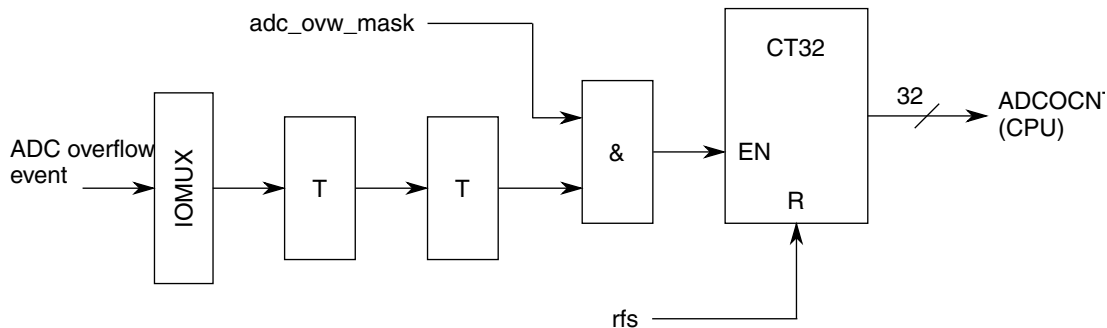 adc_ovw_mask
CT32
32
ADCOCNT
(CPU)
ADC overflow
event
IOMUX
T
T
&
EN
R
rfs